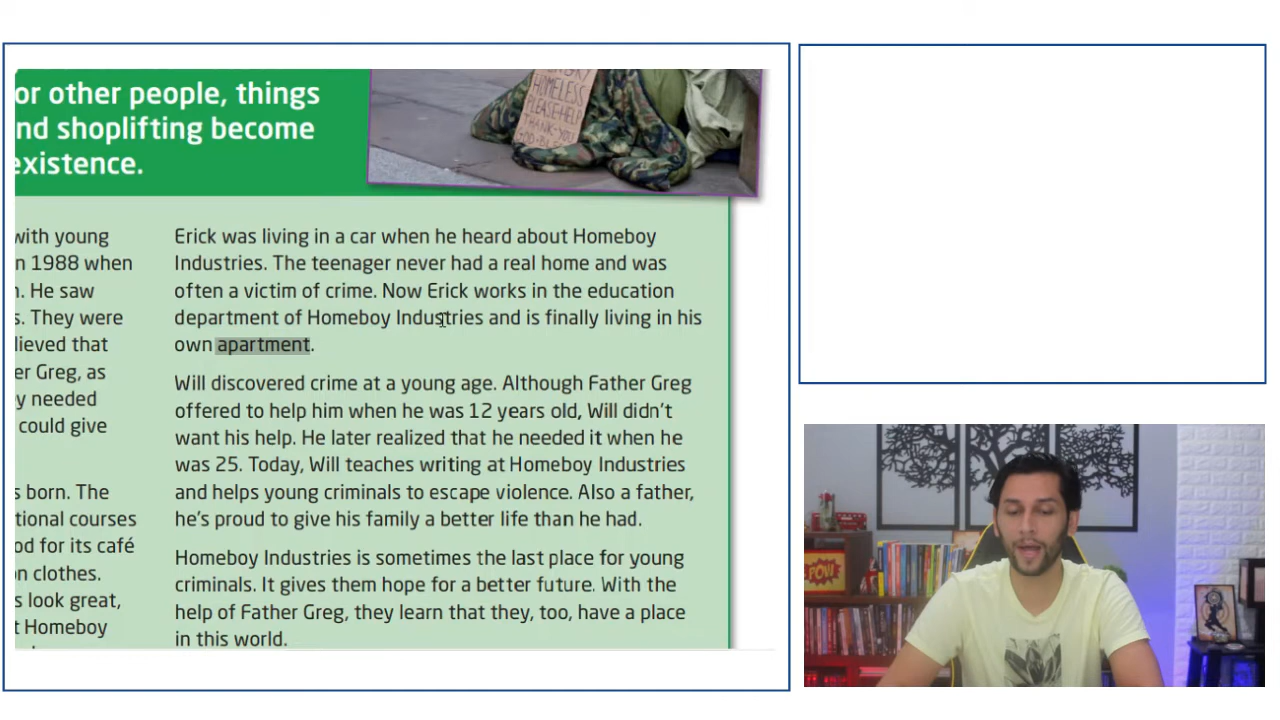 or other people, things
nd shoplifting become
existence.
HOMELESS
PLEASE HELP
THANK YOU
with young
n 1988 when
n. He saw
s. They were
lieved that
er Greg, as
y needed
could give
s born. The
tional courses
od for its café
on clothes.
s look great,
t Homeboy
Erick was living in a car when he heard about Homeboy
Industries. The teenager never had a real home and was
often a victim of crime. Now Erick works in the education
department of Homeboy Industries and is finally living in his
own apartment.
Will discovered crime at a young age. Although Father Greg
offered to help him when he was 12 years old, Will didn't
want his help. He later realized that he needed it when he
was 25. Today, Will teaches writing at Homeboy Industries
and helps young criminals to escape violence. Also a father,
he's proud to give his family a better life than he had.
Homeboy Industries is sometimes the last place for young
criminals. It gives them hope for a better future. With the
help of Father Greg, they learn that they, too, have a place
in this world.
POW